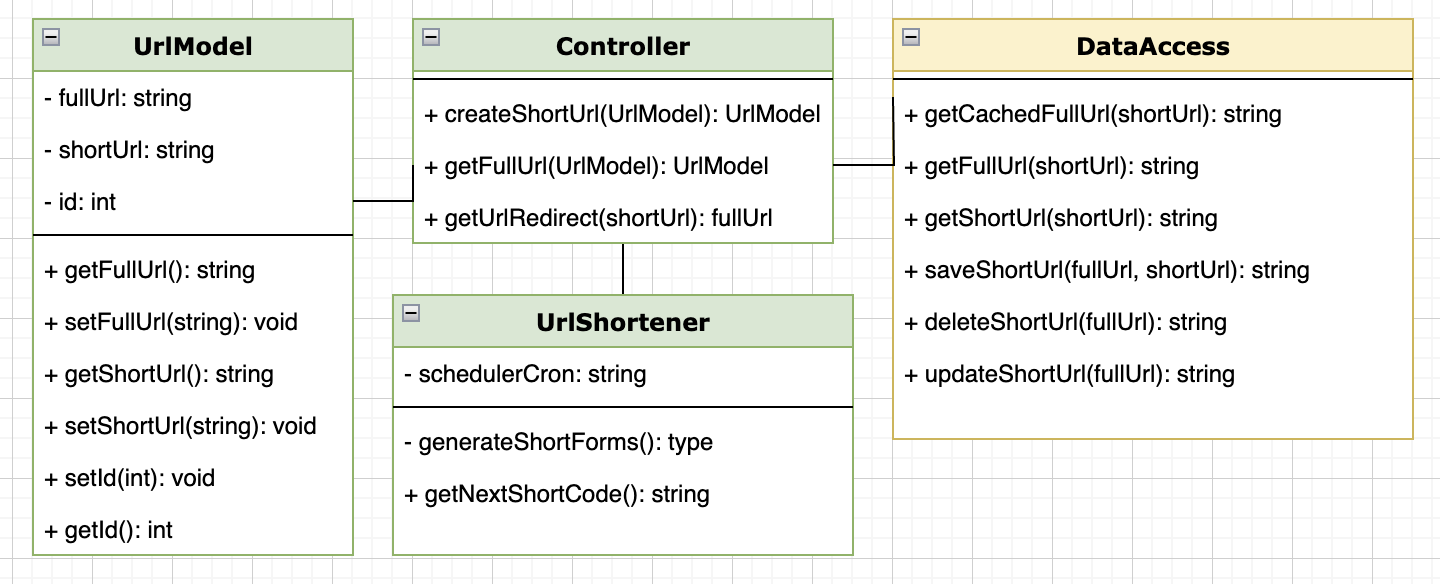 UrlModel
- fullUrl: string
- shortUrl: string
- id: int
+ getFullUrl(): string
+ setFullUrl(string): void
+ getShortUrl(): string
+ setShortUrl(string): void
+ setId(int): void
+ getId(): int
Controller
+ createShortUrl(UrlModel): UrlModel
+ getFullUrl(UrlModel): UrlModel
+ getUrlRedirect(shortUrl): fullUrl
UrlShortener
- schedulerCron: string
- generateShortForms(): type
+ getNextShortCode(): string
DataAccess
+ getCachedFullUrl(shortUrl): string
+ getFullUrl(shortUrl): string
+ getShortUrl(shortUrl): string
+ saveShortUrl(fullUrl, shortUrl): string
+ deleteShortUrl(fullUrl): string
+ updateShortUrl(fullUrl): string